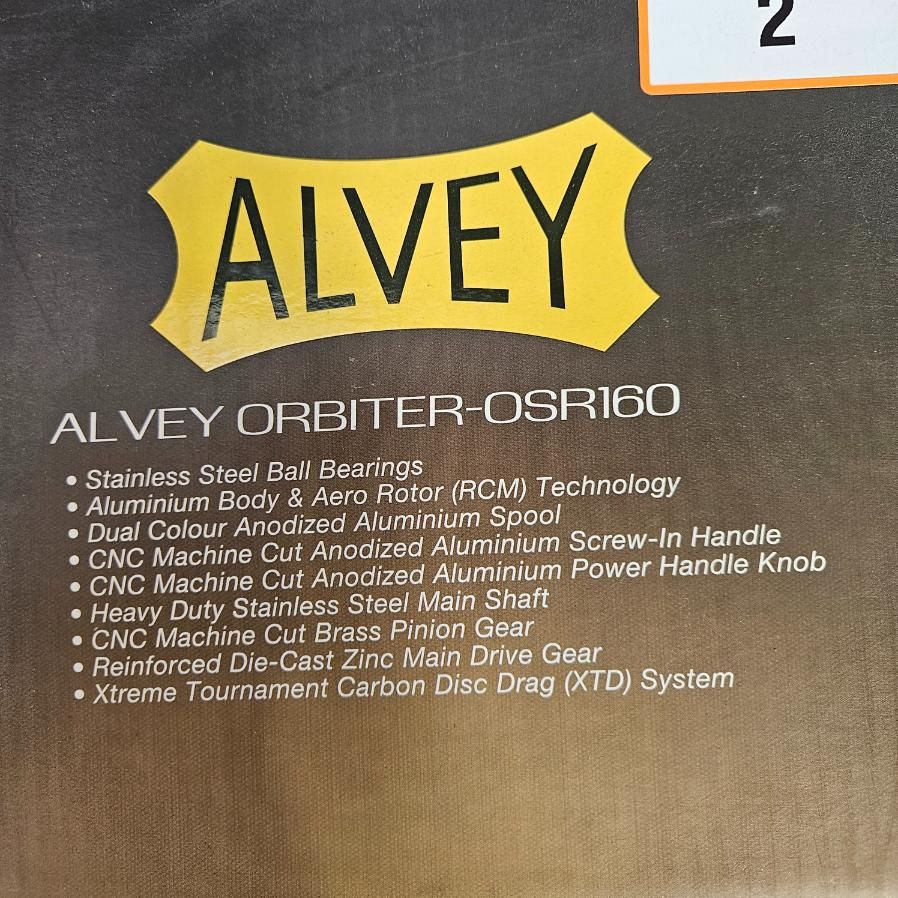 2
ALVEY
ALVEY ORBITER-OSR160
• Stainless Steel Ball Bearings
• Aluminium Body & Aero Rotor (RCM) Technology
• Dual Colour Anodized Aluminium Spool
• CNC Machine Cut Anodized Aluminium Screw-In Handle
• CNC Machine Cut Anodized Aluminium Power Handle Knob
• Heavy Duty Stainless Steel Main Shaft
• CNC Machine Cut Brass Pinion Gear
• Reinforced Die-Cast Zinc Main Drive Gear
• Xtreme Tournament Carbon Disc Drag (XTD) System